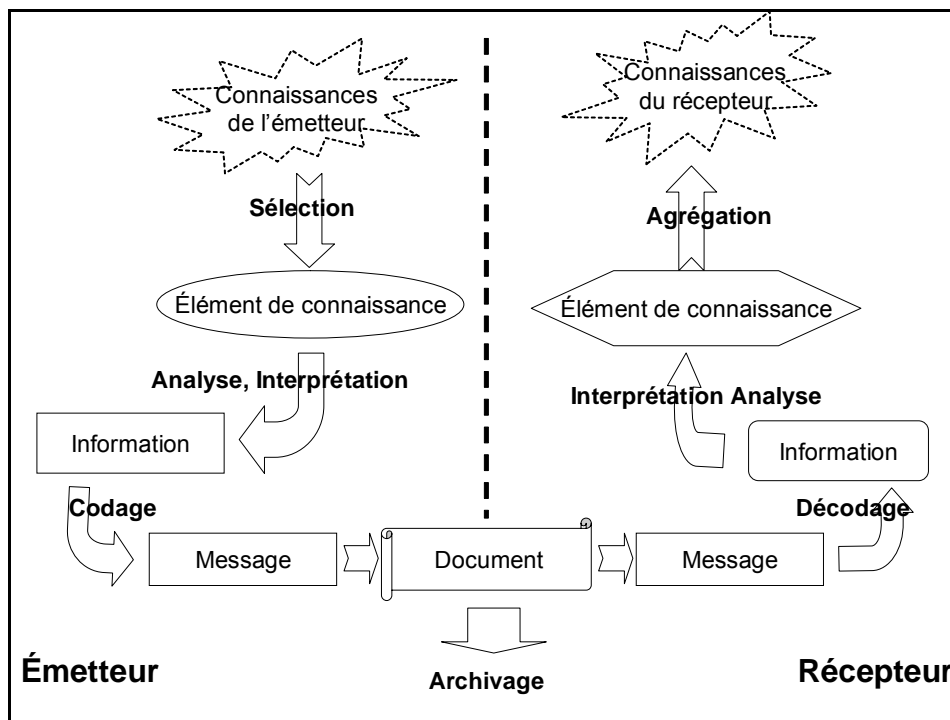 Connaissances
de l'émetteur
Sélection
Élément de connaissance
Analyse, Interprétation
Information
Codage
Message
Document
Archivage
Émetteur
Connaissances
du récepteur
Agrégation
Élément de connaissance
Interprétation Analyse
Information
Décodage
Message
Récepteur